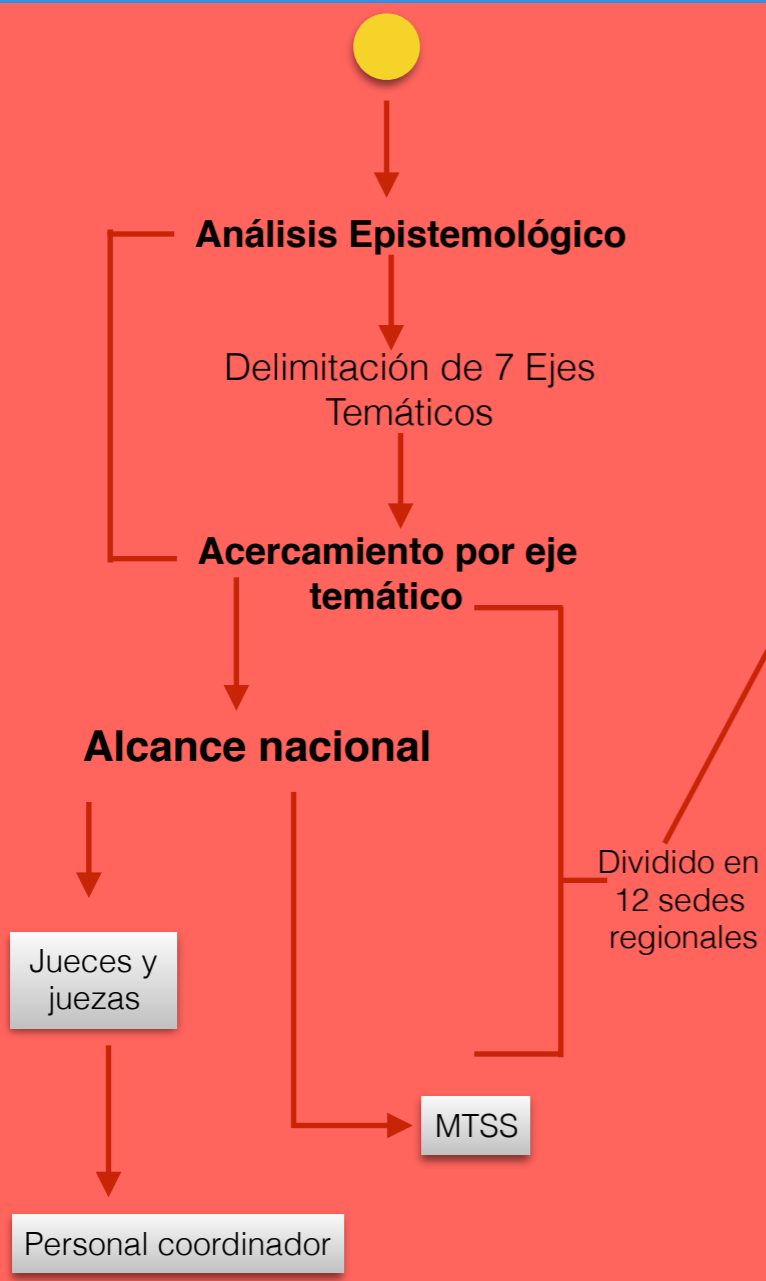 Análisis Epistemológico
Delimitación de 7 Ejes
Temáticos
Acercamiento por eje
temático
Alcance nacional
Dividido en
12 sedes
regionales
Jueces y
juezas
MTSS
Personal coordinador